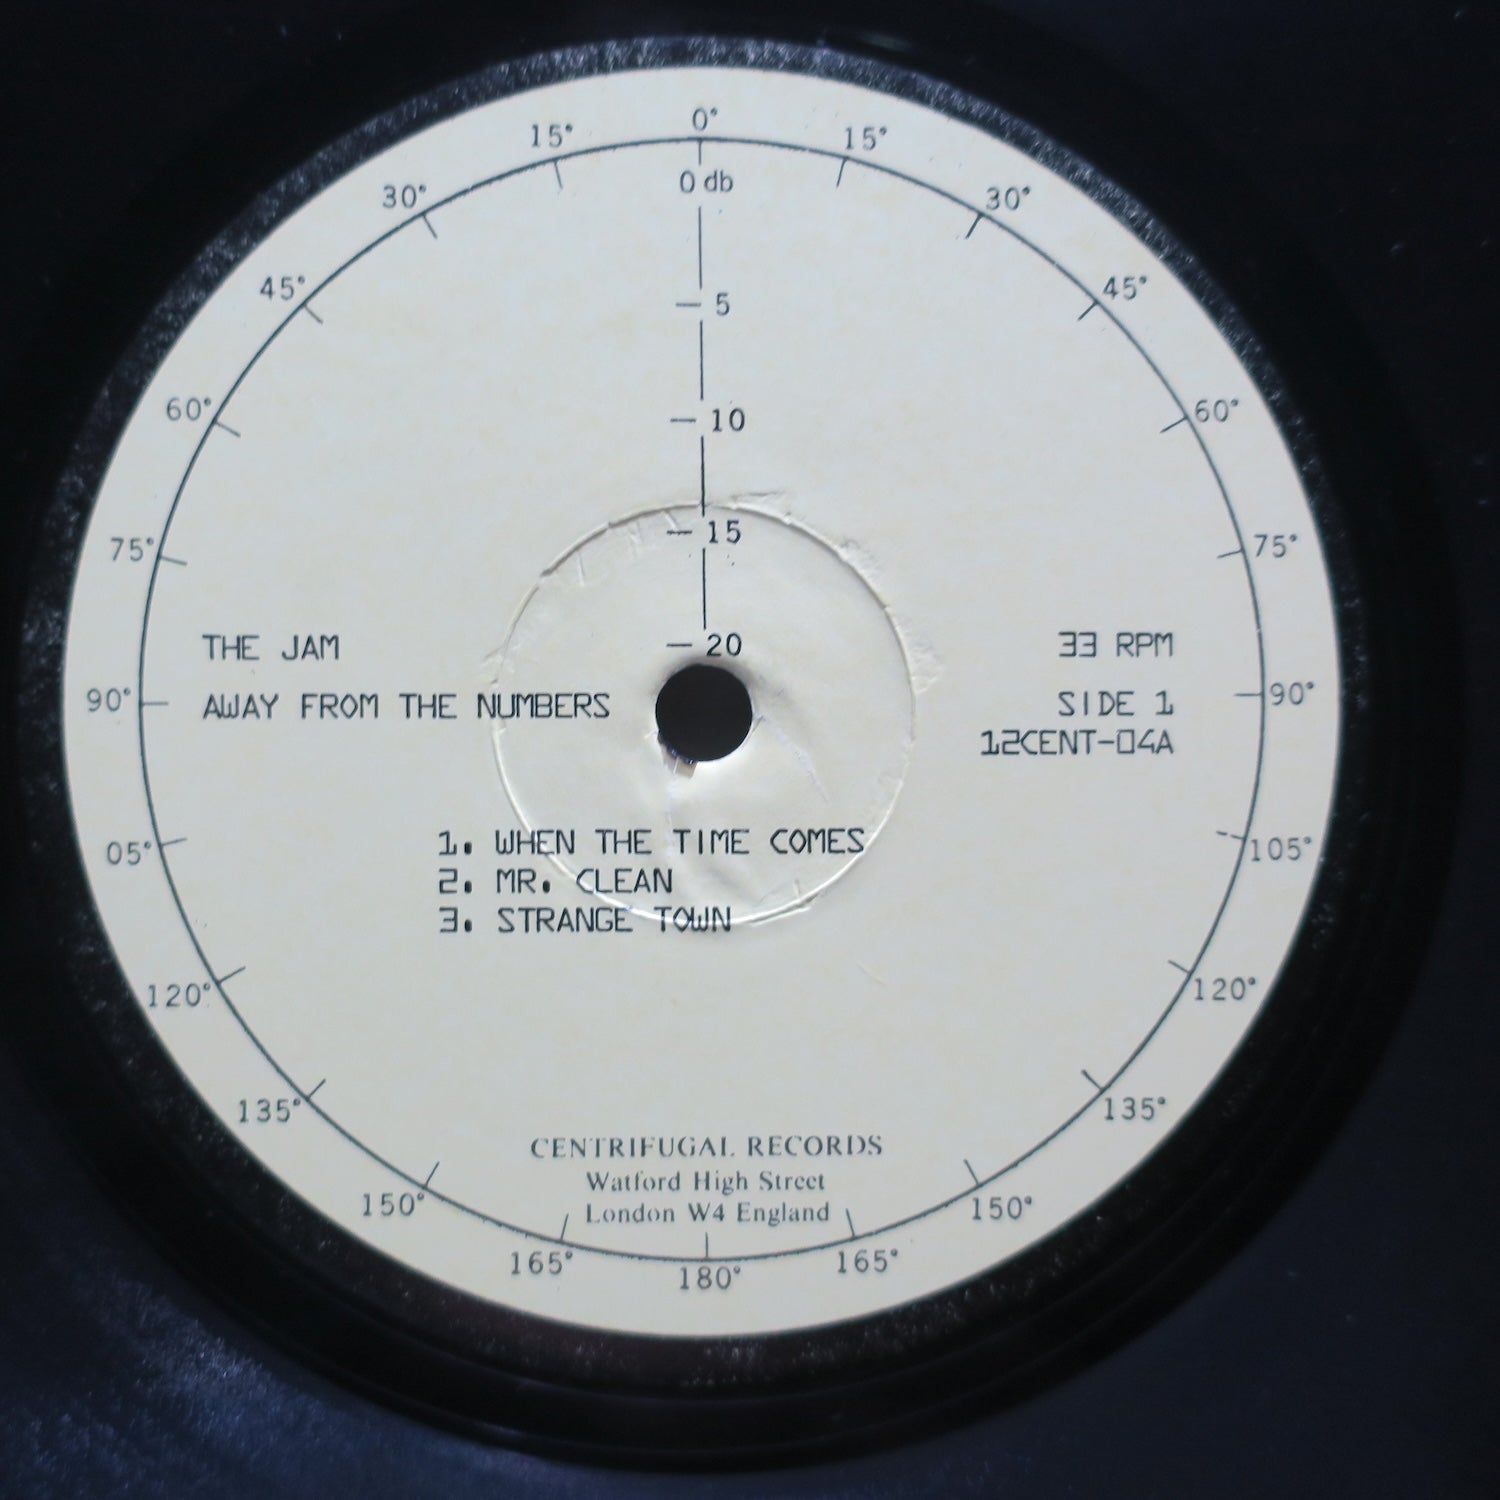 0°
15° 15°
30° 30°
45° 45°
60° 60°
75° 75°
90° 90°
05° 105°
120° 120°
135° 135°
150° 150°
165° 165°
180°
0 db
5
10
15
20
THE JAM
AWAY FROM THE NUMBERS
33 RPM
SIDE 1
12CENT-04A
1. WHEN THE TIME COMES
2. MR. CLEAN
3. STRANGE TOWN
CENTRIFUGAL RECORDS
Watford High Street
London W4 England